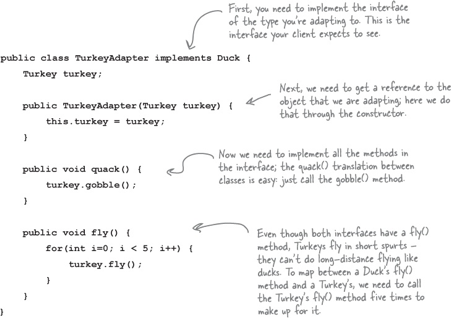 First, you need to implement the interface
of the type you're adapting to. This is the
interface your client expects to see.
public class TurkeyAdapter implements Duck {
    Turkey turkey;
    public TurkeyAdapter(Turkey turkey) {
        this.turkey = turkey;
    }
Next, we need to get a reference to the
object that we are adapting; here we do
that through the constructor.
    public void quack() {
        turkey.gobble();
    }
Now we need to implement all the methods in
the interface; the quack() translation between
classes is easy: just call the gobble() method.
    public void fly() {
        for(int i=0; i < 5; i++) {
            turkey.fly();
        }
    }
}
Even though both interfaces have a fly()
method, Turkeys fly in short spurts –
they can't do long-distance flying like
ducks. To map between a Duck's fly()
method and a Turkey's, we need to call
the Turkey's fly() method five times to
make up for it.